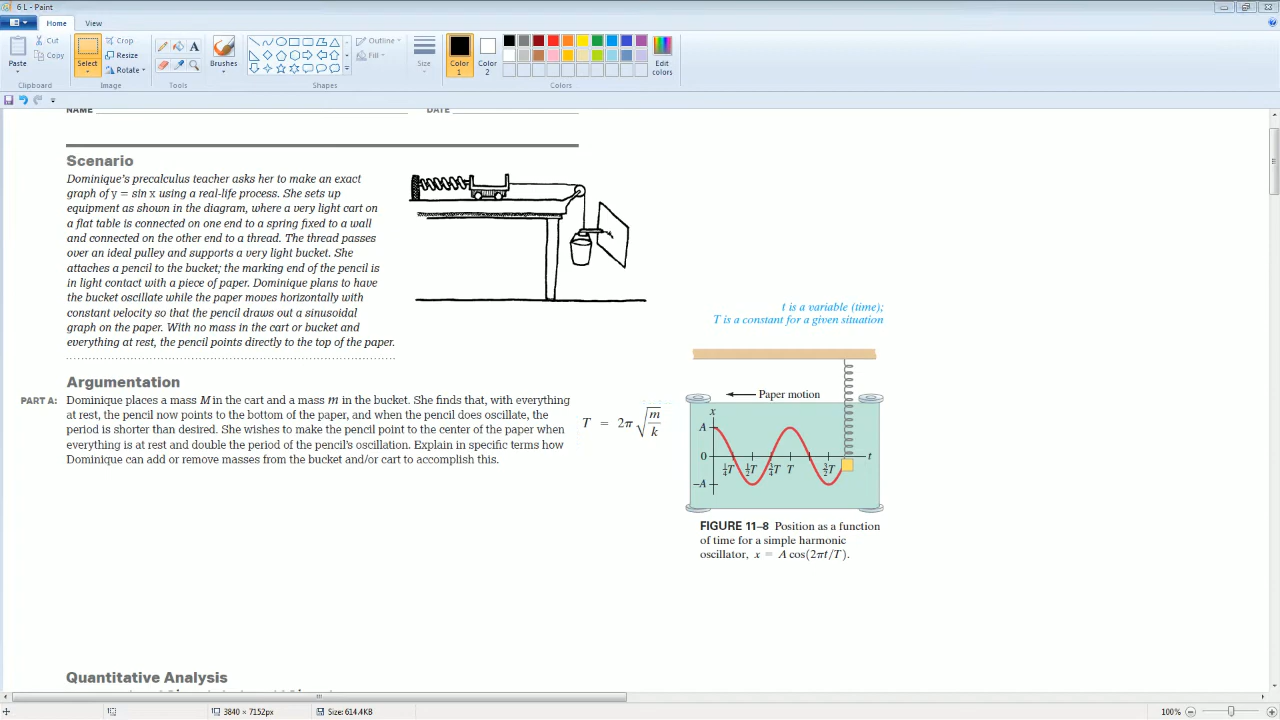 6 L - Paint
Home
View
Paste
Cut
Copy
Clipboard
Select
Crop
Resize
Rotate
Image
Tools
Brushes
Shapes
Outline
Fill
Size
Color 1
Color 2
Edit colors
Colors
NAME
DATE
Scenario
Dominique's precalculus teacher asks her to make an exact
graph of y = sin x using a real-life process. She sets up
equipment as shown in the diagram, where a very light cart on
a flat table is connected on one end to a spring fixed to a wall
and connected on the other end to a thread. The thread passes
over an ideal pulley and supports a very light bucket. She
attaches a pencil to the bucket; the marking end of the pencil is
in light contact with a piece of paper. Dominique plans to have
the bucket oscillate while the paper moves horizontally with
constant velocity so that the pencil draws out a sinusoidal
graph on the paper. With no mass in the cart or bucket and
everything at rest, the pencil points directly to the top of the paper.
Argumentation
PART A: Dominique places a mass M in the cart and a mass m in the bucket. She finds that, with everything
at rest, the pencil now points to the bottom of the paper, and when the pencil does oscillate, the
period is shorter than desired. She wishes to make the pencil point to the center of the paper when
everything is at rest and double the period of the pencil's oscillation. Explain in specific terms how
Dominique can add or remove masses from the bucket and/or cart to accomplish this.
T = 2π√(m/k)
t is a variable (time);
T is a constant for a given situation
Paper motion
x
A
0
−A
¼T ½T ¾T T 3/2T
t
FIGURE 11–8 Position as a function
of time for a simple harmonic
oscillator, x = A cos(2πt/T).
Quantitative Analysis
3840 × 7152px
Size: 614.4KB
100%